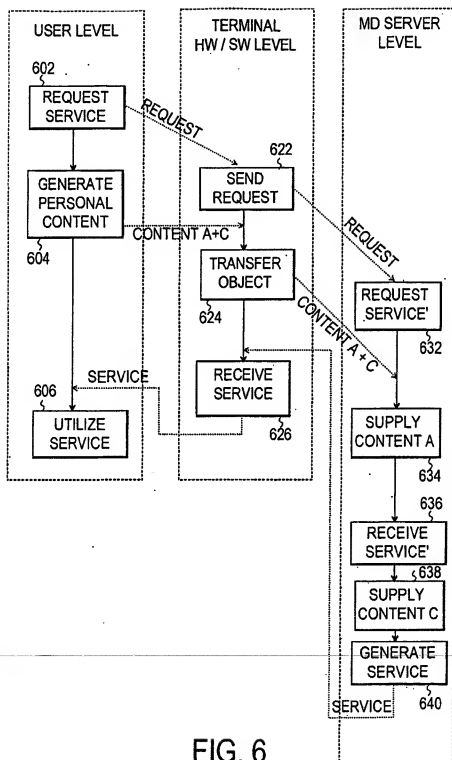 USER LEVEL
602
REQUEST
SERVICE
GENERATE
PERSONAL
CONTENT
604
606
UTILIZE
SERVICE
TERMINAL
HW / SW LEVEL
REQUEST
622
SEND
REQUEST
CONTENT A+C
TRANSFER
OBJECT
624
SERVICE
RECEIVE
SERVICE
626
MD SERVER
LEVEL
REQUEST
REQUEST
SERVICE'
632
CONTENT A + C
SUPPLY
CONTENT A
634
636
RECEIVE
SERVICE'
638
SUPPLY
CONTENT C
GENERATE
SERVICE
640
SERVICE
FIG. 6